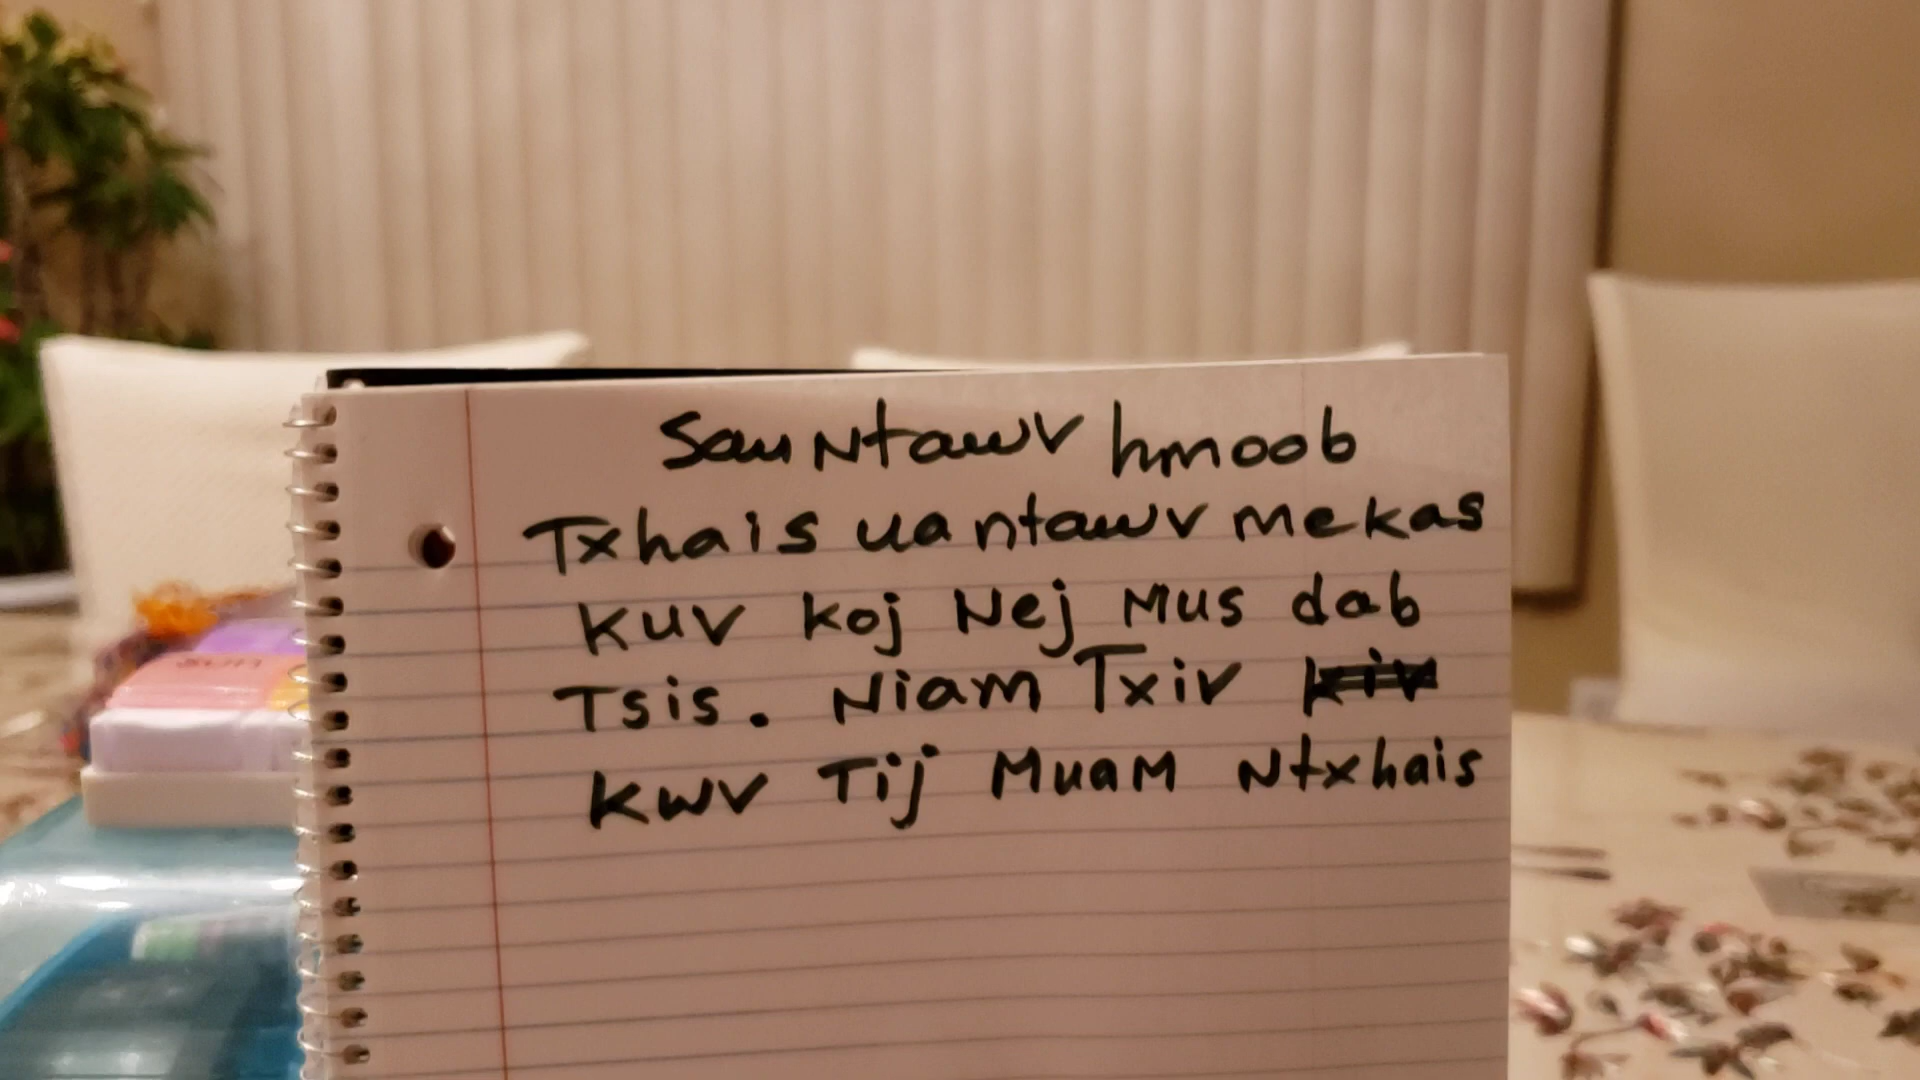 Sau Ntawv hmoob
Txhais ua ntawv mekas
Kuv koj Nej Mus dab
Tsis. Niam Txiv kiv
Kwv Tij Muam Ntxhais